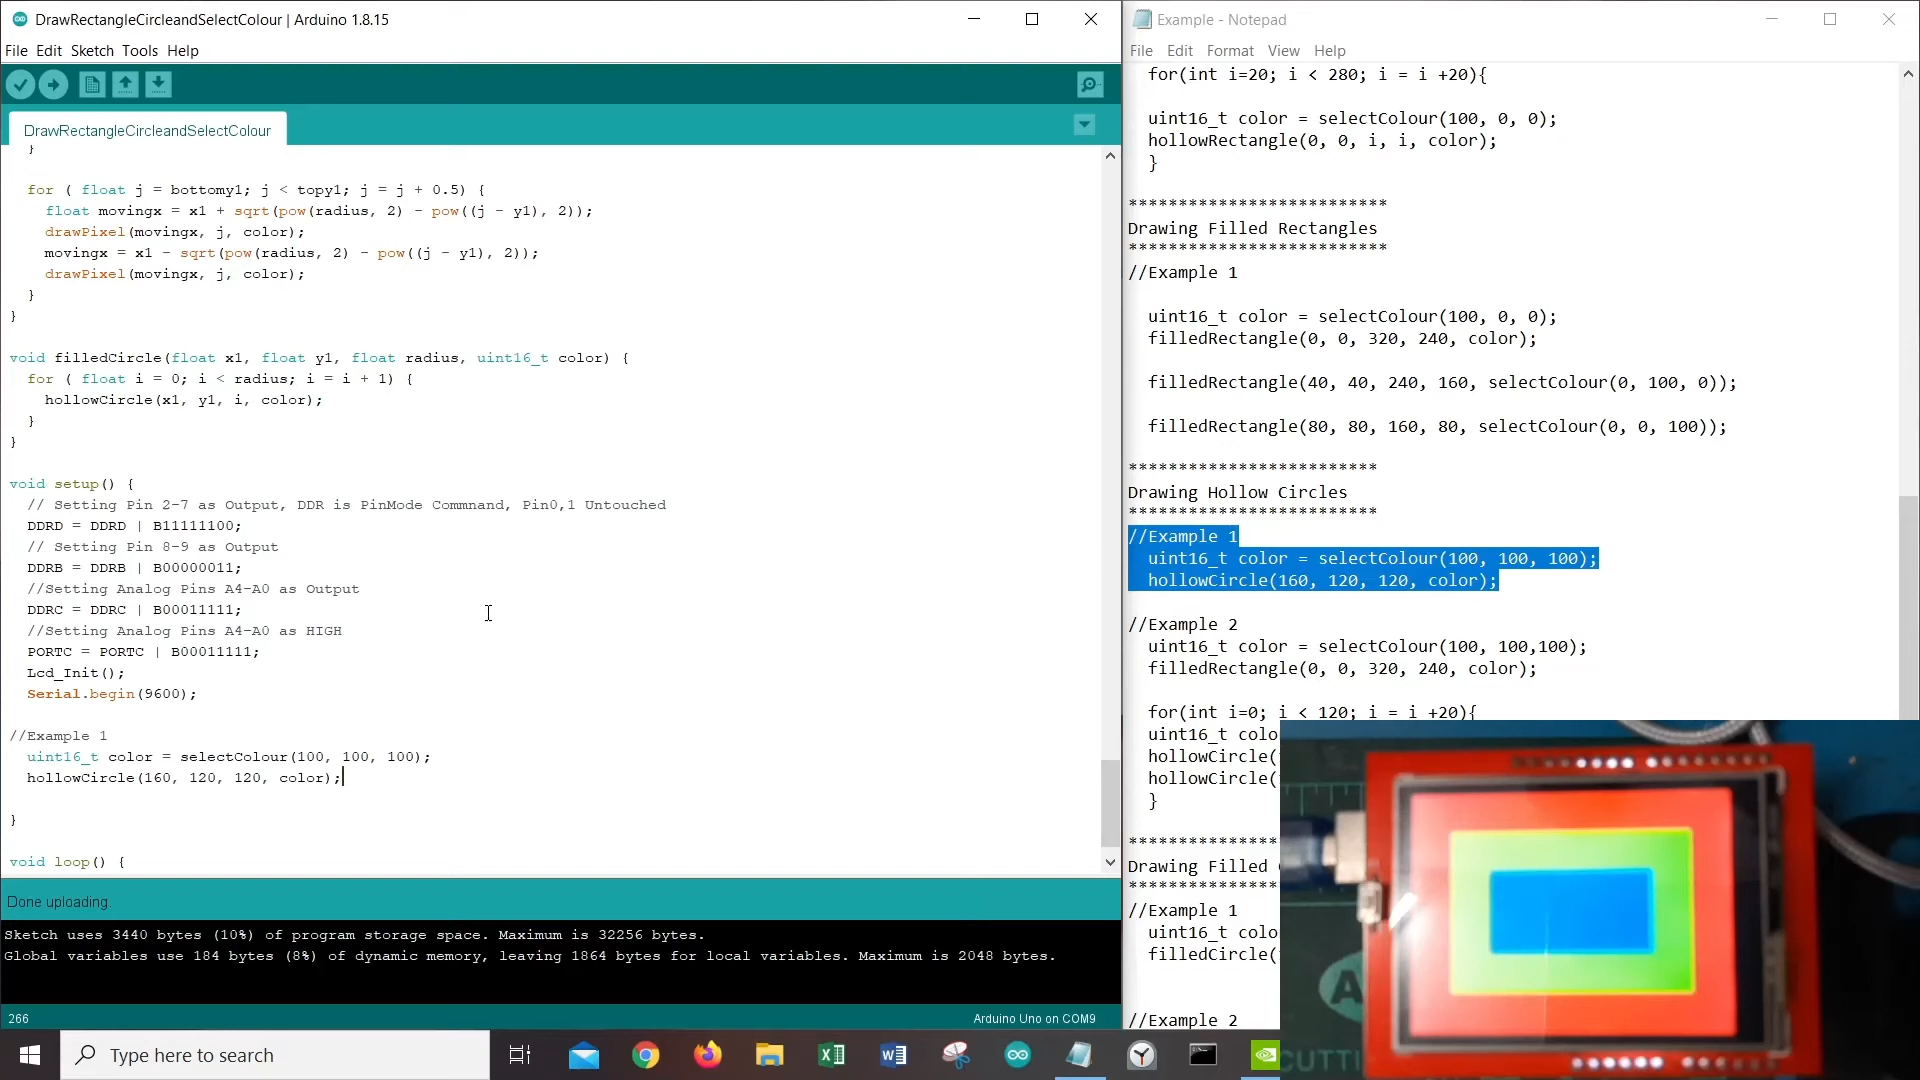 DrawRectangleCircleandSelectColour | Arduino 1.8.15
File Edit Sketch Tools Help
DrawRectangleCircleandSelectColour
}
for ( float j = bottomy1; j < topy1; j = j + 0.5) {
float movingx = x1 + sqrt(pow(radius, 2) - pow((j - y1), 2));
drawPixel(movingx, j, color);
movingx = x1 - sqrt(pow(radius, 2) - pow((j - y1), 2));
drawPixel(movingx, j, color);
}
}
void filledCircle(float x1, float y1, float radius, uint16_t color) {
for ( float i = 0; i < radius; i = i + 1) {
hollowCircle(x1, y1, i, color);
}
}
void setup() {
// Setting Pin 2-7 as Output, DDR is PinMode Commnand, Pin0,1 Untouched
DDRD = DDRD | B11111100;
// Setting Pin 8-9 as Output
DDRB = DDRB | B00000011;
//Setting Analog Pins A4-A0 as Output
DDRC = DDRC | B00011111;
//Setting Analog Pins A4-A0 as HIGH
PORTC = PORTC | B00011111;
Lcd_Init();
Serial.begin(9600);
//Example 1
uint16_t color = selectColour(100, 100, 100);
hollowCircle(160, 120, 120, color);
}
void loop() {
Done uploading.
Sketch uses 3440 bytes (10%) of program storage space. Maximum is 32256 bytes.
Global variables use 184 bytes (8%) of dynamic memory, leaving 1864 bytes for local variables. Maximum is 2048 bytes.
266
Arduino Uno on COM9
Example - Notepad
File Edit Format View Help
for(int i=20; i < 280; i = i +20){
uint16_t color = selectColour(100, 0, 0);
hollowRectangle(0, 0, i, i, color);
}
**************************
Drawing Filled Rectangles
**************************
//Example 1
uint16_t color = selectColour(100, 0, 0);
filledRectangle(0, 0, 320, 240, color);
filledRectangle(40, 40, 240, 160, selectColour(0, 100, 0));
filledRectangle(80, 80, 160, 80, selectColour(0, 0, 100));
*************************
Drawing Hollow Circles
*************************
//Example 1
uint16_t color = selectColour(100, 100, 100);
hollowCircle(160, 120, 120, color);
//Example 2
uint16_t color = selectColour(100, 100,100);
filledRectangle(0, 0, 320, 240, color);
for(int i=0; i < 120; i = i +20){
uint16_t colo
hollowCircle(
hollowCircle(
}
***************
Drawing Filled
***************
//Example 1
uint16_t colo
filledCircle(
//Example 2
Type here to search
CUTTI